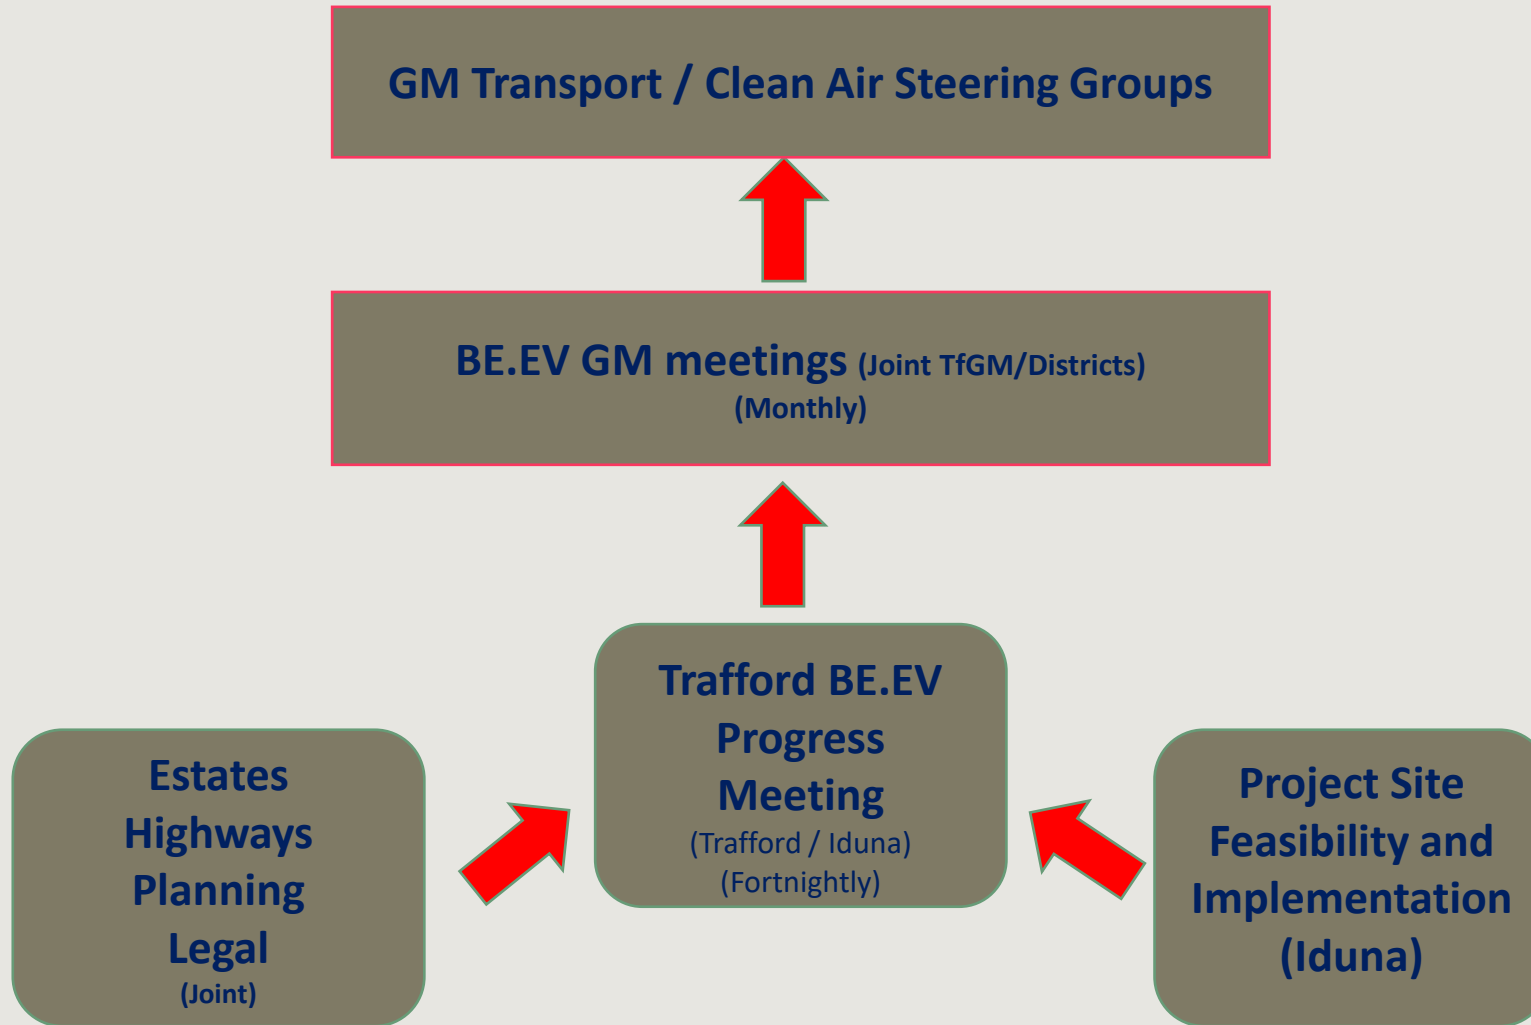 GM Transport / Clean Air Steering Groups
BE.EV GM meetings (Joint TfGM/Districts)
(Monthly)
Trafford BE.EV
Progress
Meeting
(Trafford / Iduna)
(Fortnightly)
Estates
Highways
Planning
Legal
(Joint)
Project Site
Feasibility and
Implementation
(Iduna)